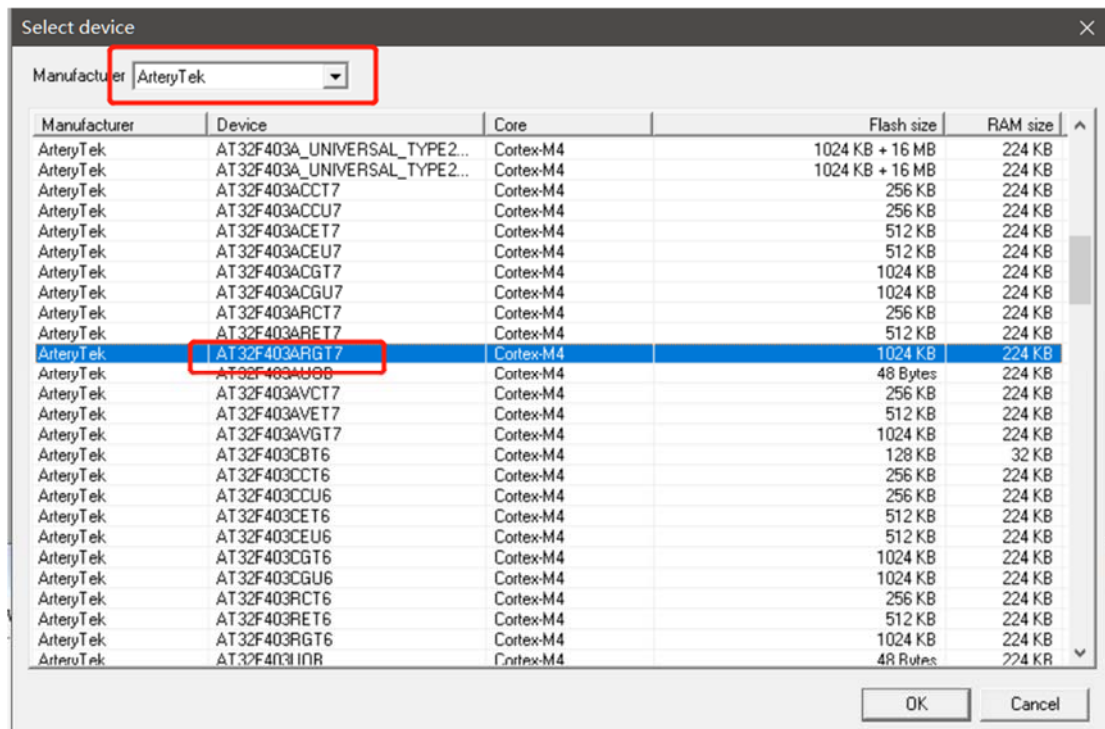 Select device
Manufacturer ArteryTek
Manufacturer Device Core Flash size RAM size
ArteryTek AT32F403A_UNIVERSAL_TYPE2... Cortex-M4 1024 KB + 16 MB 224 KB
ArteryTek AT32F403A_UNIVERSAL_TYPE2... Cortex-M4 1024 KB + 16 MB 224 KB
ArteryTek AT32F403ACCT7 Cortex-M4 256 KB 224 KB
ArteryTek AT32F403ACCU7 Cortex-M4 256 KB 224 KB
ArteryTek AT32F403ACET7 Cortex-M4 512 KB 224 KB
ArteryTek AT32F403ACEU7 Cortex-M4 512 KB 224 KB
ArteryTek AT32F403ACGT7 Cortex-M4 1024 KB 224 KB
ArteryTek AT32F403ACGU7 Cortex-M4 1024 KB 224 KB
ArteryTek AT32F403ARCT7 Cortex-M4 256 KB 224 KB
ArteryTek AT32F403ARET7 Cortex-M4 512 KB 224 KB
ArteryTek AT32F403ARGT7 Cortex-M4 1024 KB 224 KB
ArteryTek AT32F403AUOB Cortex-M4 48 Bytes 224 KB
ArteryTek AT32F403AVCT7 Cortex-M4 256 KB 224 KB
ArteryTek AT32F403AVET7 Cortex-M4 512 KB 224 KB
ArteryTek AT32F403AVGT7 Cortex-M4 1024 KB 224 KB
ArteryTek AT32F403CBT6 Cortex-M4 128 KB 32 KB
ArteryTek AT32F403CCT6 Cortex-M4 256 KB 224 KB
ArteryTek AT32F403CCU6 Cortex-M4 256 KB 224 KB
ArteryTek AT32F403CET6 Cortex-M4 512 KB 224 KB
ArteryTek AT32F403CEU6 Cortex-M4 512 KB 224 KB
ArteryTek AT32F403CGT6 Cortex-M4 1024 KB 224 KB
ArteryTek AT32F403CGU6 Cortex-M4 1024 KB 224 KB
ArteryTek AT32F403RCT6 Cortex-M4 256 KB 224 KB
ArteryTek AT32F403RET6 Cortex-M4 512 KB 224 KB
ArteryTek AT32F403RGT6 Cortex-M4 1024 KB 224 KB
ArteryTek AT32F403UOB Cortex-M4 48 Bytes 224 KB
OK Cancel